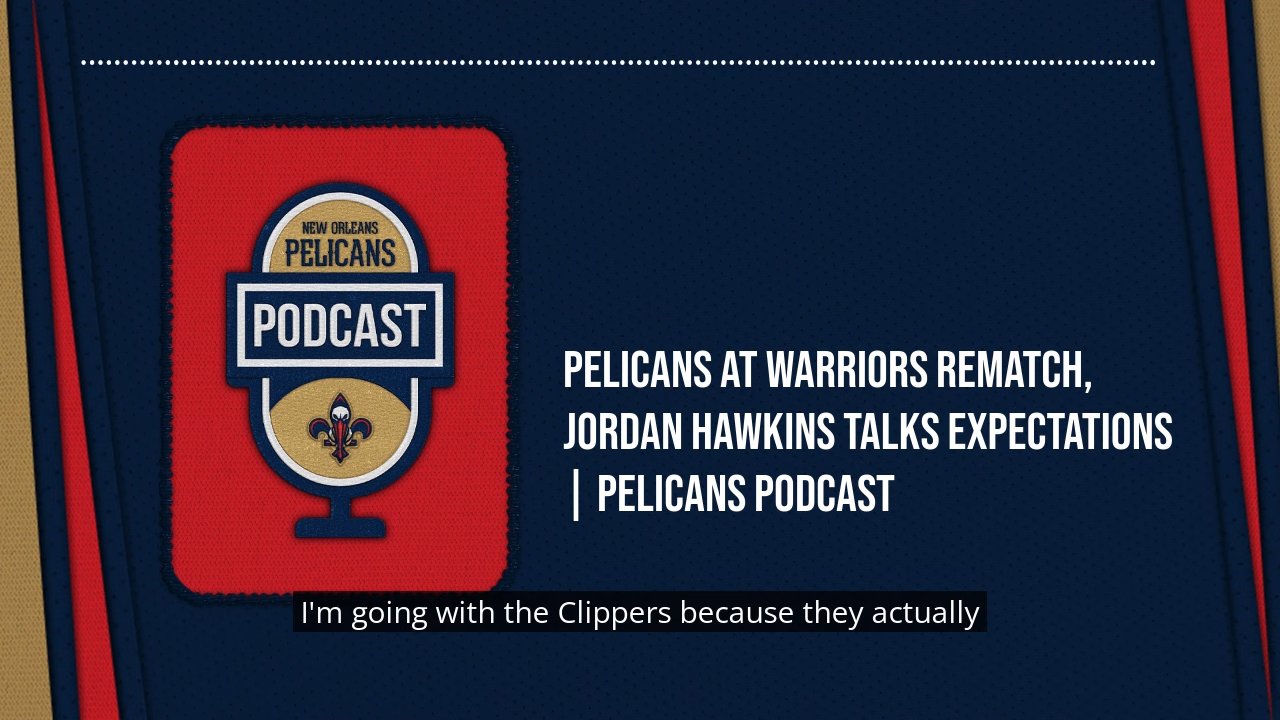 NEW ORLEANS
PELICANS
PODCAST
PELICANS AT WARRIORS REMATCH,
JORDAN HAWKINS TALKS EXPECTATIONS
| PELICANS PODCAST
I'm going with the Clippers because they actually